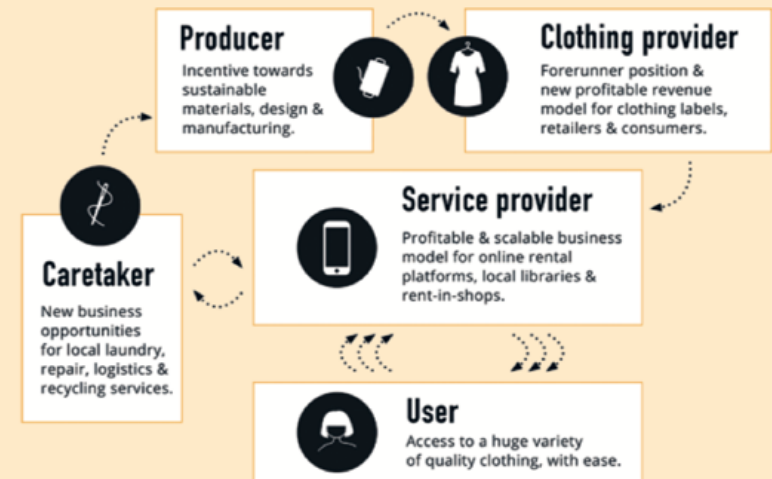 Producer
Incentive towards
sustainable
materials, design &
manufacturing.
Clothing provider
Forerunner position &
new profitable revenue
model for clothing labels,
retailers & consumers.
Service provider
Profitable & scalable business
model for online rental
platforms, local libraries &
rent-in-shops.
Caretaker
New business
opportunities
for local laundry,
repair, logistics &
recycling services.
User
Access to a huge variety
of quality clothing, with ease.